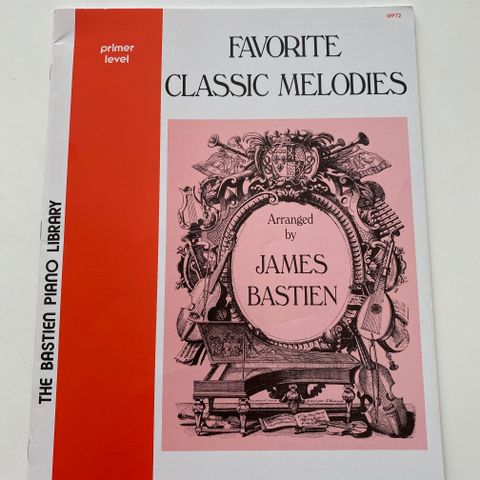 WP72
primer
level
FAVORITE
CLASSIC MELODIES
Arranged
by
JAMES
BASTIEN
THE BASTIEN PIANO LIBRARY